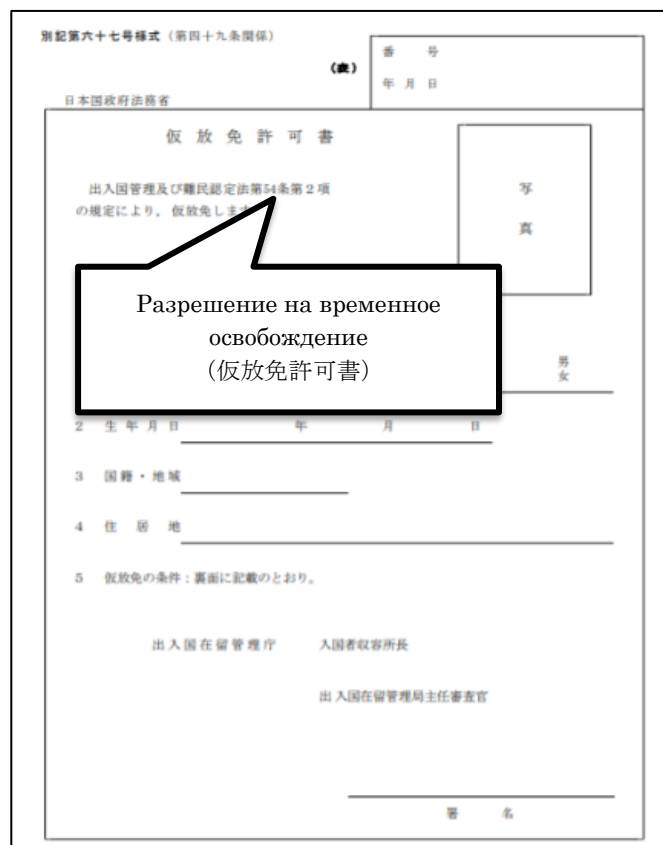 別記第六十七号様式（第四十九条関係）
（表）
番　号
年　月　日
日本国政府法務省
仮放免許可書
出入国管理及び難民認定法第54条第２項
の規定により，仮放免します
写
真
Разрешение на временное
освобождение
（仮放免許可書）
男
女
2　生年月日　年　月　日
3　国籍・地域
4　住居地
5　仮放免の条件：裏面に記載のとおり。
出入国在留管理庁　入国者収容所長
出入国在留管理局主任審査官
署　名